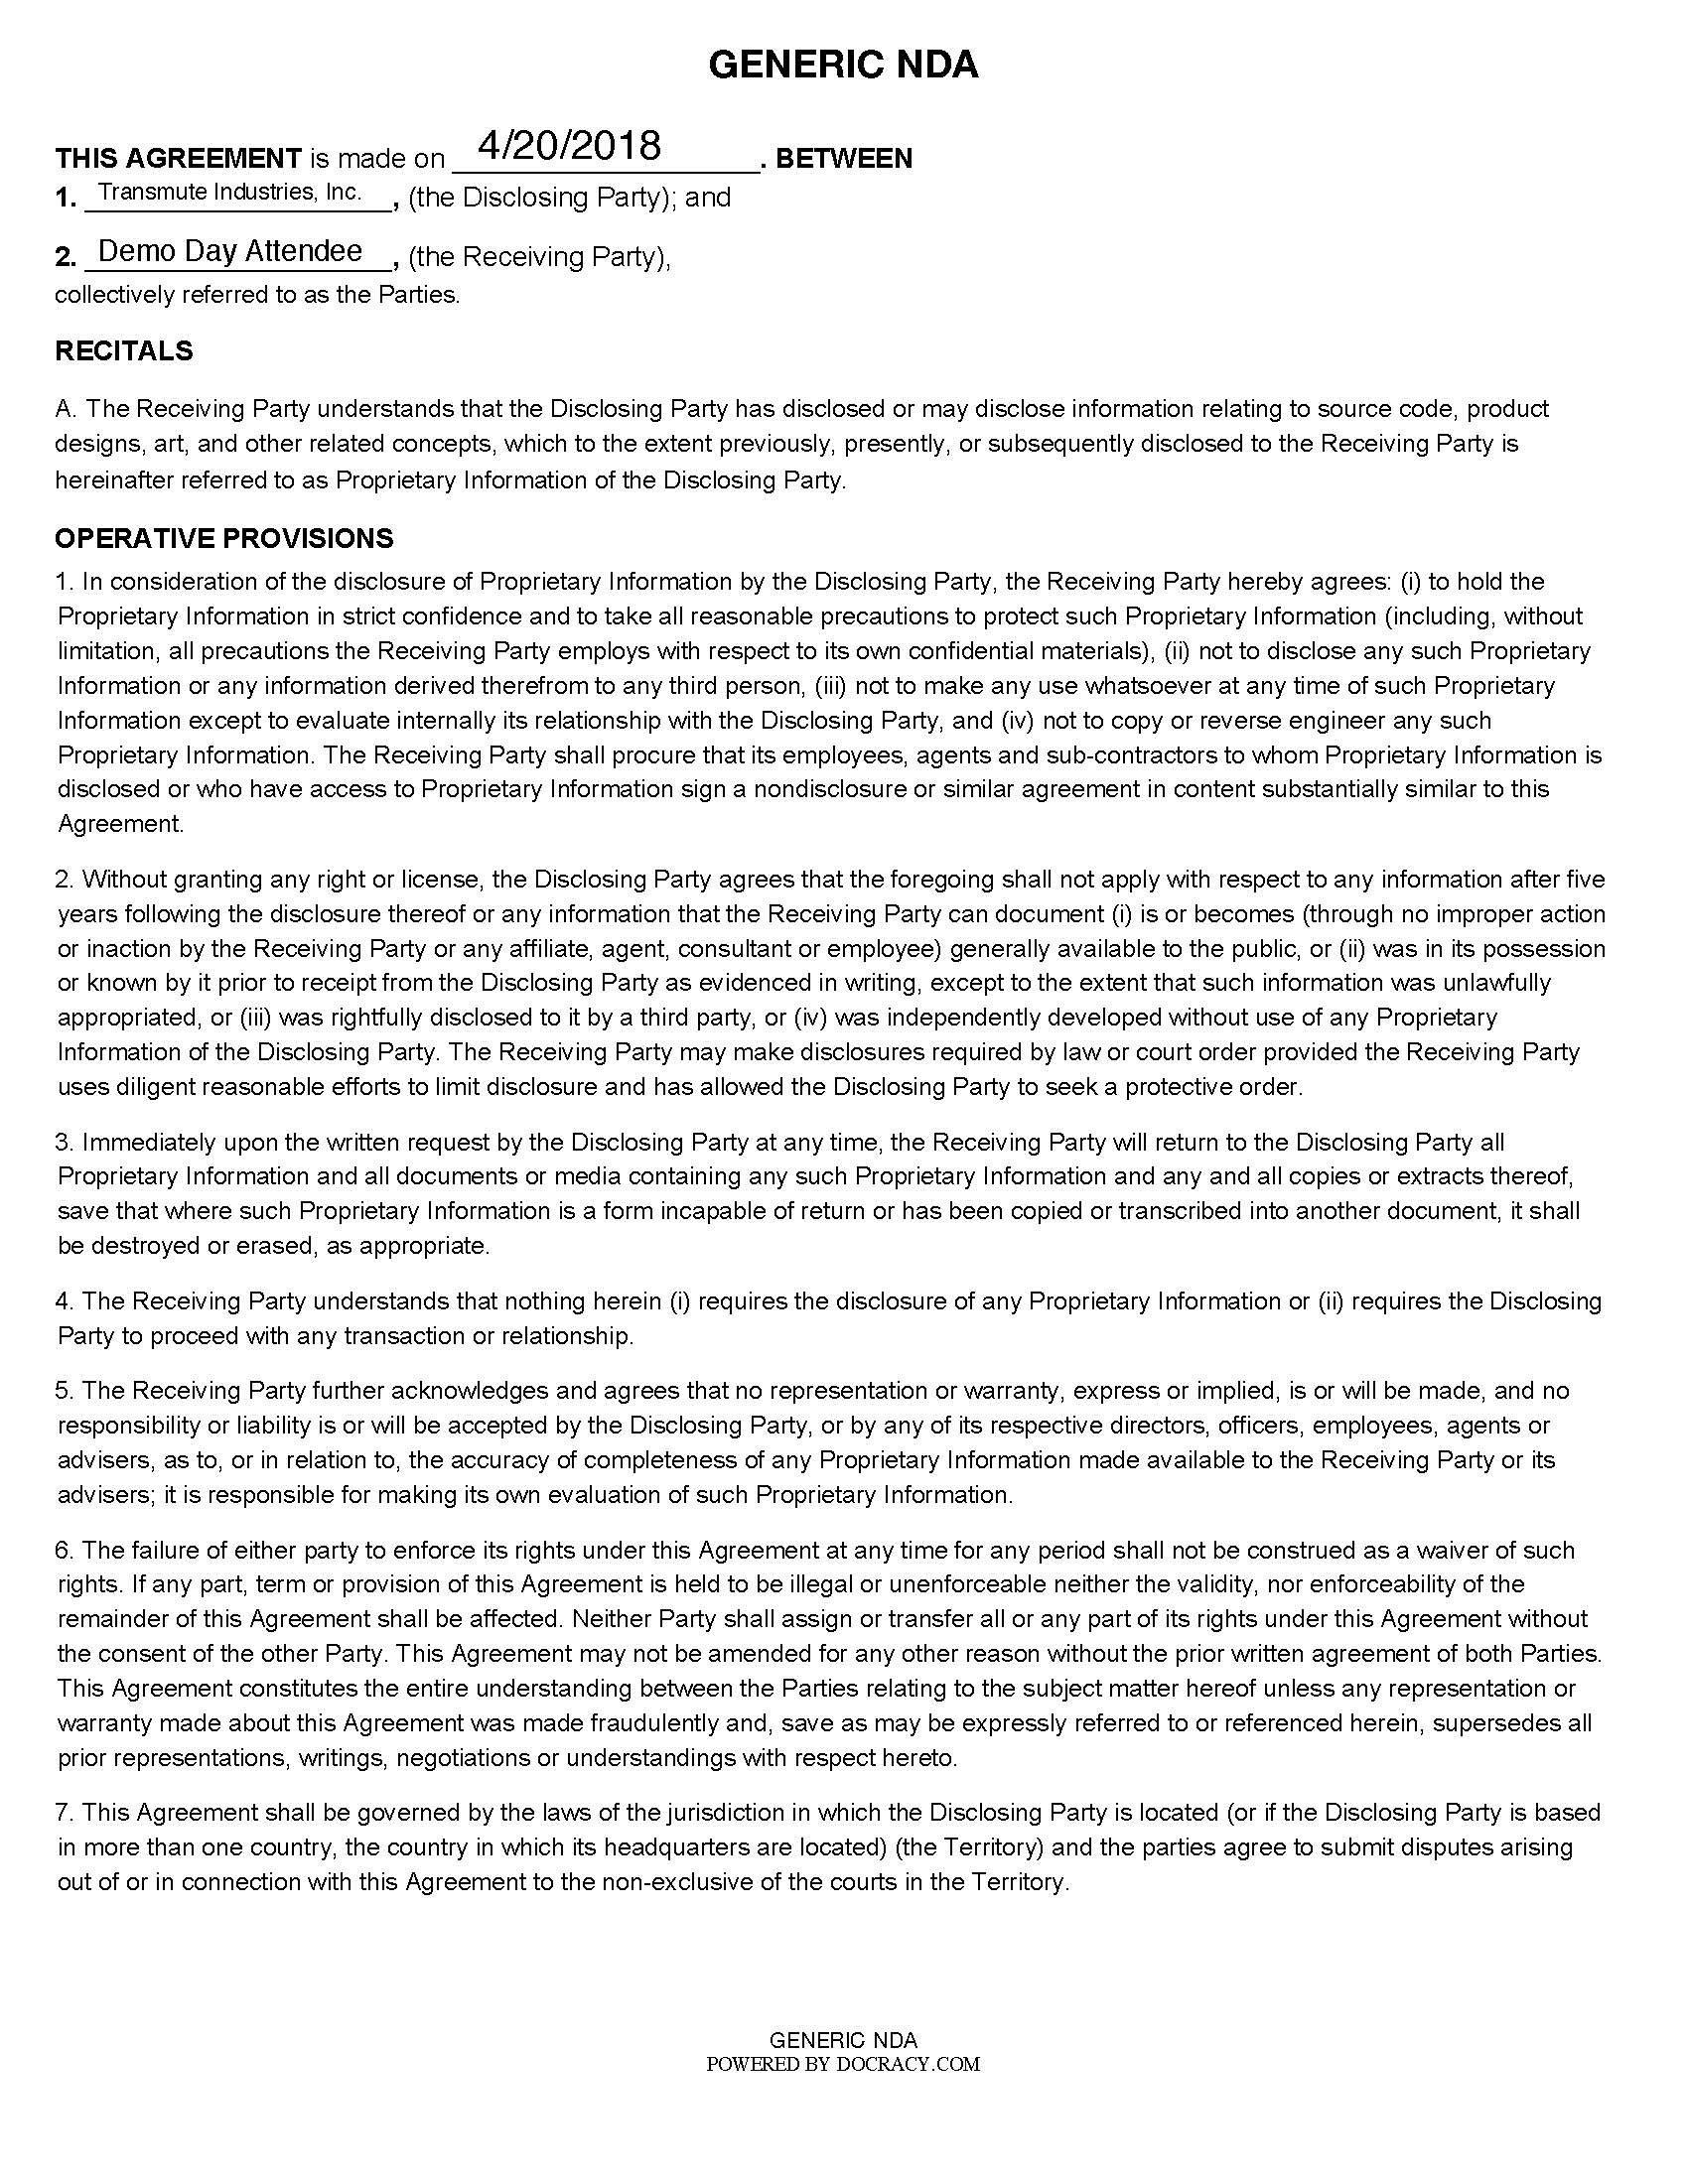 GENERIC NDA
THIS AGREEMENT is made on 4/20/2018. BETWEEN
1. Transmute Industries, Inc., (the Disclosing Party); and
2. Demo Day Attendee, (the Receiving Party),
collectively referred to as the Parties.
RECITALS
A. The Receiving Party understands that the Disclosing Party has disclosed or may disclose information relating to source code, product
designs, art, and other related concepts, which to the extent previously, presently, or subsequently disclosed to the Receiving Party is
hereinafter referred to as Proprietary Information of the Disclosing Party.
OPERATIVE PROVISIONS
1. In consideration of the disclosure of Proprietary Information by the Disclosing Party, the Receiving Party hereby agrees: (i) to hold the
Proprietary Information in strict confidence and to take all reasonable precautions to protect such Proprietary Information (including, without
limitation, all precautions the Receiving Party employs with respect to its own confidential materials), (ii) not to disclose any such Proprietary
Information or any information derived therefrom to any third person, (iii) not to make any use whatsoever at any time of such Proprietary
Information except to evaluate internally its relationship with the Disclosing Party, and (iv) not to copy or reverse engineer any such
Proprietary Information. The Receiving Party shall procure that its employees, agents and sub-contractors to whom Proprietary Information is
disclosed or who have access to Proprietary Information sign a nondisclosure or similar agreement in content substantially similar to this
Agreement.
2. Without granting any right or license, the Disclosing Party agrees that the foregoing shall not apply with respect to any information after five
years following the disclosure thereof or any information that the Receiving Party can document (i) is or becomes (through no improper action
or inaction by the Receiving Party or any affiliate, agent, consultant or employee) generally available to the public, or (ii) was in its possession
or known by it prior to receipt from the Disclosing Party as evidenced in writing, except to the extent that such information was unlawfully
appropriated, or (iii) was rightfully disclosed to it by a third party, or (iv) was independently developed without use of any Proprietary
Information of the Disclosing Party. The Receiving Party may make disclosures required by law or court order provided the Receiving Party
uses diligent reasonable efforts to limit disclosure and has allowed the Disclosing Party to seek a protective order.
3. Immediately upon the written request by the Disclosing Party at any time, the Receiving Party will return to the Disclosing Party all
Proprietary Information and all documents or media containing any such Proprietary Information and any and all copies or extracts thereof,
save that where such Proprietary Information is a form incapable of return or has been copied or transcribed into another document, it shall
be destroyed or erased, as appropriate.
4. The Receiving Party understands that nothing herein (i) requires the disclosure of any Proprietary Information or (ii) requires the Disclosing
Party to proceed with any transaction or relationship.
5. The Receiving Party further acknowledges and agrees that no representation or warranty, express or implied, is or will be made, and no
responsibility or liability is or will be accepted by the Disclosing Party, or by any of its respective directors, officers, employees, agents or
advisers, as to, or in relation to, the accuracy of completeness of any Proprietary Information made available to the Receiving Party or its
advisers; it is responsible for making its own evaluation of such Proprietary Information.
6. The failure of either party to enforce its rights under this Agreement at any time for any period shall not be construed as a waiver of such
rights. If any part, term or provision of this Agreement is held to be illegal or unenforceable neither the validity, nor enforceability of the
remainder of this Agreement shall be affected. Neither Party shall assign or transfer all or any part of its rights under this Agreement without
the consent of the other Party. This Agreement may not be amended for any other reason without the prior written agreement of both Parties.
This Agreement constitutes the entire understanding between the Parties relating to the subject matter hereof unless any representation or
warranty made about this Agreement was made fraudulently and, save as may be expressly referred to or referenced herein, supersedes all
prior representations, writings, negotiations or understandings with respect hereto.
7. This Agreement shall be governed by the laws of the jurisdiction in which the Disclosing Party is located (or if the Disclosing Party is based
in more than one country, the country in which its headquarters are located) (the Territory) and the parties agree to submit disputes arising
out of or in connection with this Agreement to the non-exclusive of the courts in the Territory.
GENERIC NDA
POWERED BY DOCRACY.COM